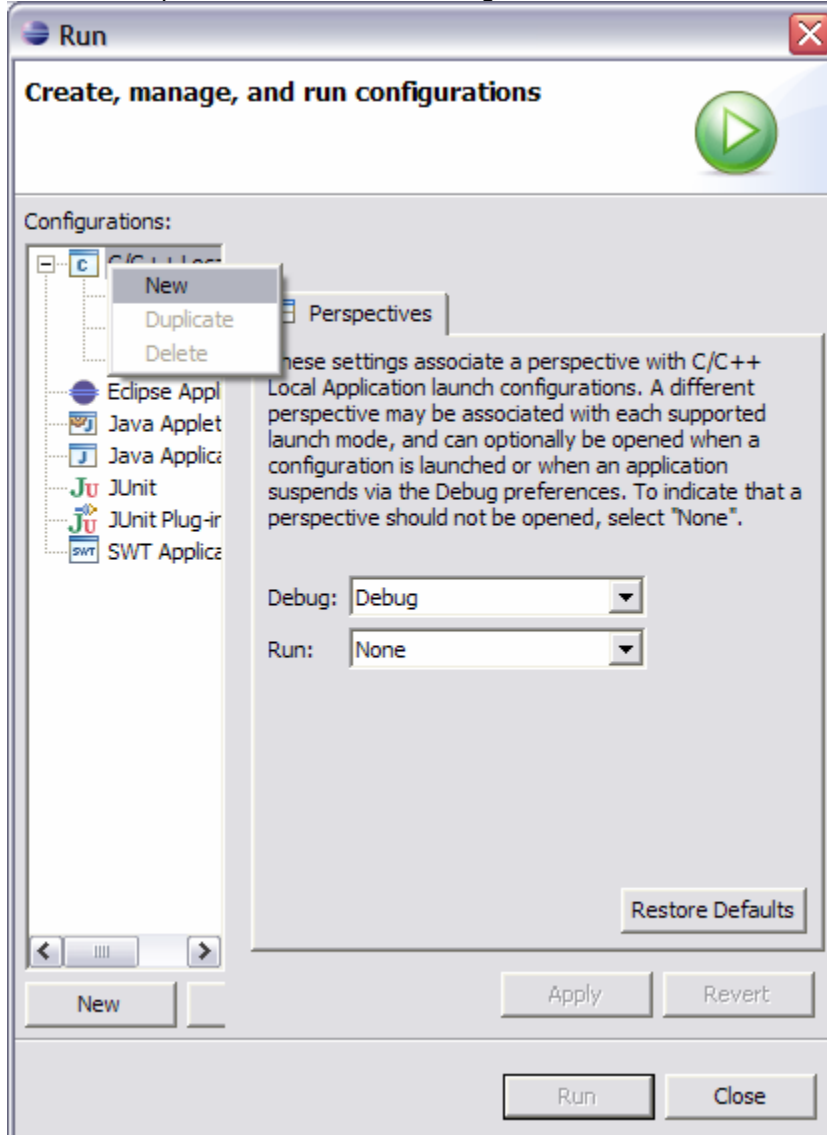 Run
Create, manage, and run configurations
Configurations:
New
Duplicate
Delete
Eclipse Appl
Java Applet
Java Applica
JUnit
JUnit Plug-in
SWT Applica
Perspectives
these settings associate a perspective with C/C++
Local Application launch configurations. A different
perspective may be associated with each supported
launch mode, and can optionally be opened when a
configuration is launched or when an application
suspends via the Debug preferences. To indicate that a
perspective should not be opened, select "None".
Debug: Debug
Run: None
Restore Defaults
New
Apply Revert
Run Close